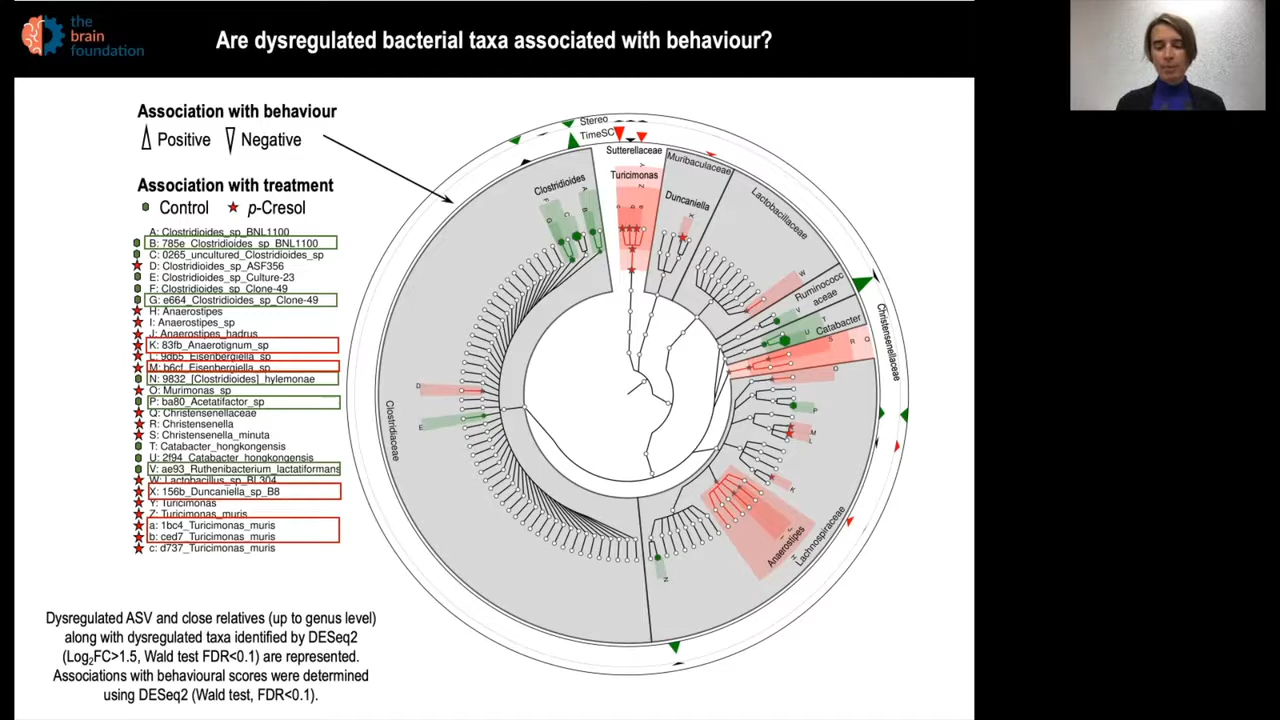 the
brain
foundation
Are dysregulated bacterial taxa associated with behaviour?
Association with behaviour
Positive Negative
Association with treatment
Control p-Cresol
A: Clostridioides_sp_BNL1100
B: 785e_Clostridioides_sp_BNL1100
C: 0265_uncultured_Clostridioides_sp
D: Clostridioides_sp_ASF356
E: Clostridioides_sp_Culture-23
F: Clostridioides_sp_Clone-49
G: e664_Clostridioides_sp_Clone-49
H: Anaerostipes
I: Anaerostipes_sp
J: Anaerostipes_hadrus
K: 83fb_Anaerotignum_sp
L: 9db5_Eisenbergiella_sp
M: b6cf_Eisenbergiella_sp
N: 9832_[Clostridioides]_hylemonae
O: Murimonas_sp
P: ba80_Acetatifactor_sp
Q: Christensenellaceae
R: Christensenella
S: Christensenella_minuta
T: Catabacter_hongkongensis
U: 2f94_Catabacter_hongkongensis
V: ae93_Ruthenibacterium_lactatiformans
W: Lactobacillus_sp_BL304
X: 156b_Duncaniella_sp_B8
Y: Turicimonas
Z: Turicimonas_muris
a: 1bc4_Turicimonas_muris
b: ced7_Turicimonas_muris
c: d737_Turicimonas_muris
Stereo
TimeSC
Sutterellaceae
Turicimonas
Muribaculaceae
Duncaniella
Lactobacillaceae
Ruminococc
aceae
Catabacter
Christensenellaceae
Lachnospiraceae
Anaerostipes
Clostridiaceae
Clostridioides
Dysregulated ASV and close relatives (up to genus level)
along with dysregulated taxa identified by DESeq2
(Log2FC>1.5, Wald test FDR<0.1) are represented.
Associations with behavioural scores were determined
using DESeq2 (Wald test, FDR<0.1).